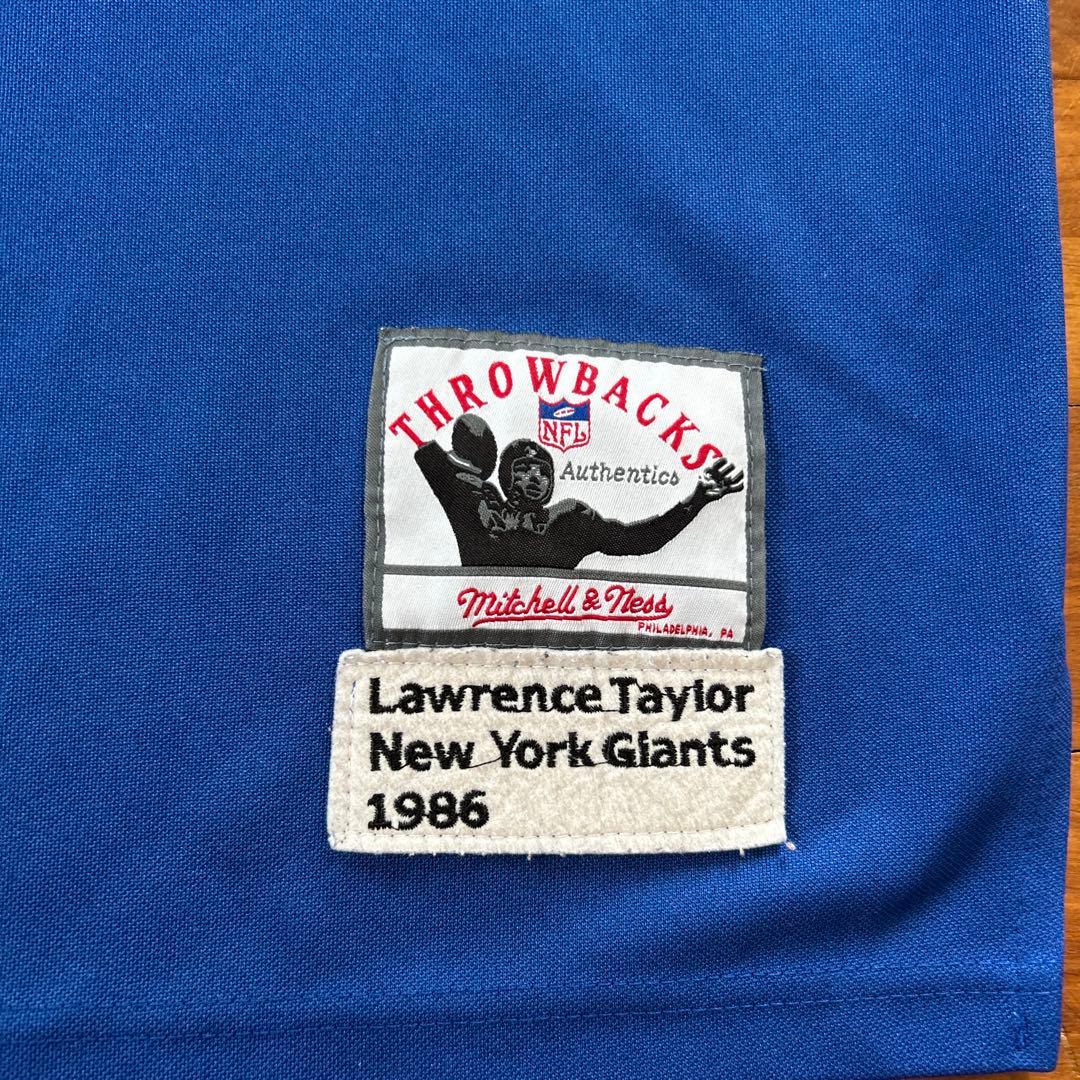 THROWBACKS
NFL
Authentics
Mitchell & Ness
PHILADELPHIA, PA
Lawrence Taylor
New York Giants
1986